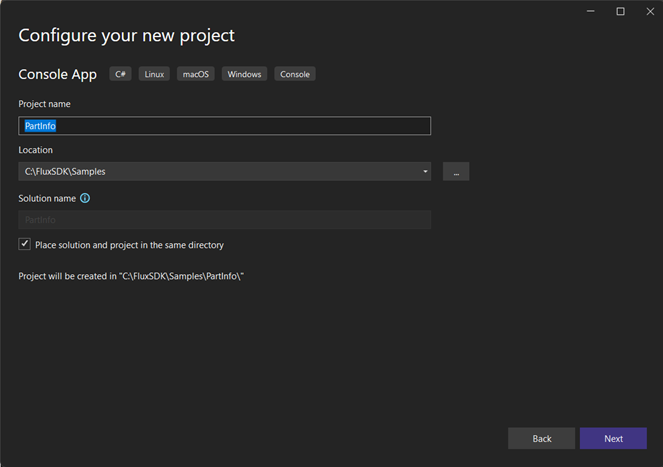 Configure your new project
Console App C# Linux macOS Windows Console
Project name
PartInfo
Location
C:\FluxSDK\Samples
...
Solution name
PartInfo
Place solution and project in the same directory
Project will be created in "C:\FluxSDK\Samples\PartInfo\"
Back Next